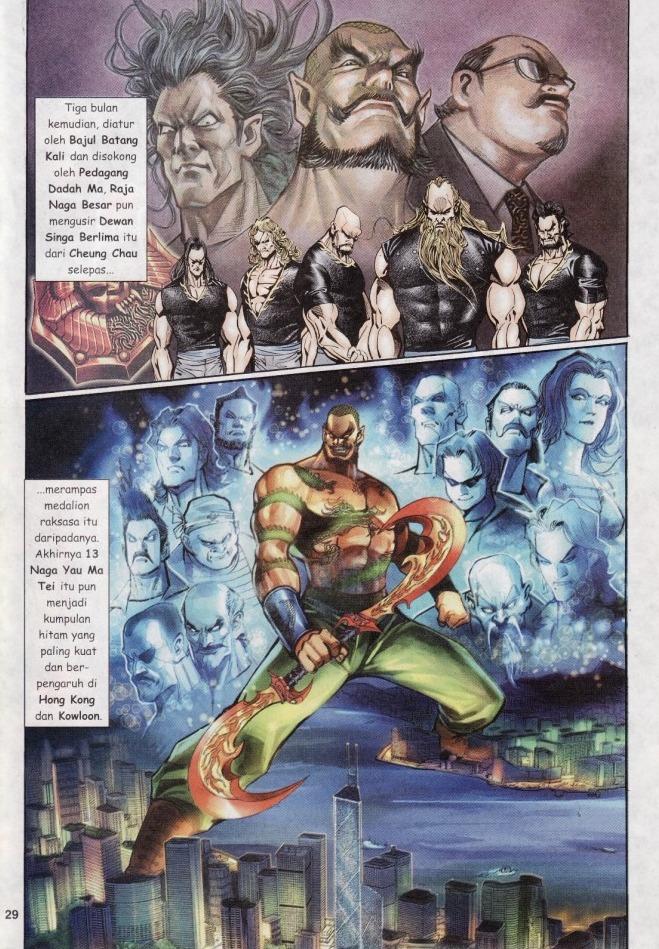 Tiga bulan
kemudian, diatur
oleh Bajul Batang
Kali dan disokong
oleh Pedagang
Dadah Ma, Raja
Naga Besar pun
mengusir Dewan
Singa Berlima itu
dari Cheung Chau
selepas...
...merampas
medalion
raksasa itu
daripadanya.
Akhirnya 13
Naga Yau Ma
Tei itu pun
menjadi
kumpulan
hitam yang
paling kuat
dan ber-
pengaruh di
Hong Kong
dan Kowloon.
29